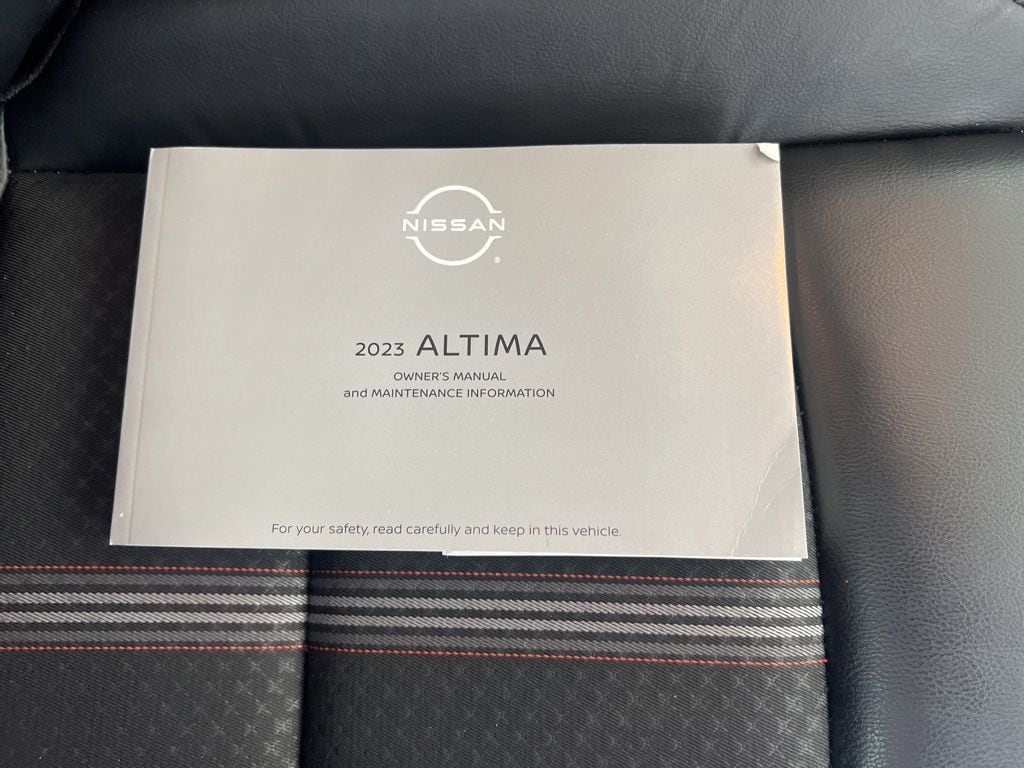 NISSAN
®
2023 ALTIMA
OWNER'S MANUAL
and MAINTENANCE INFORMATION
For your safety, read carefully and keep in this vehicle.